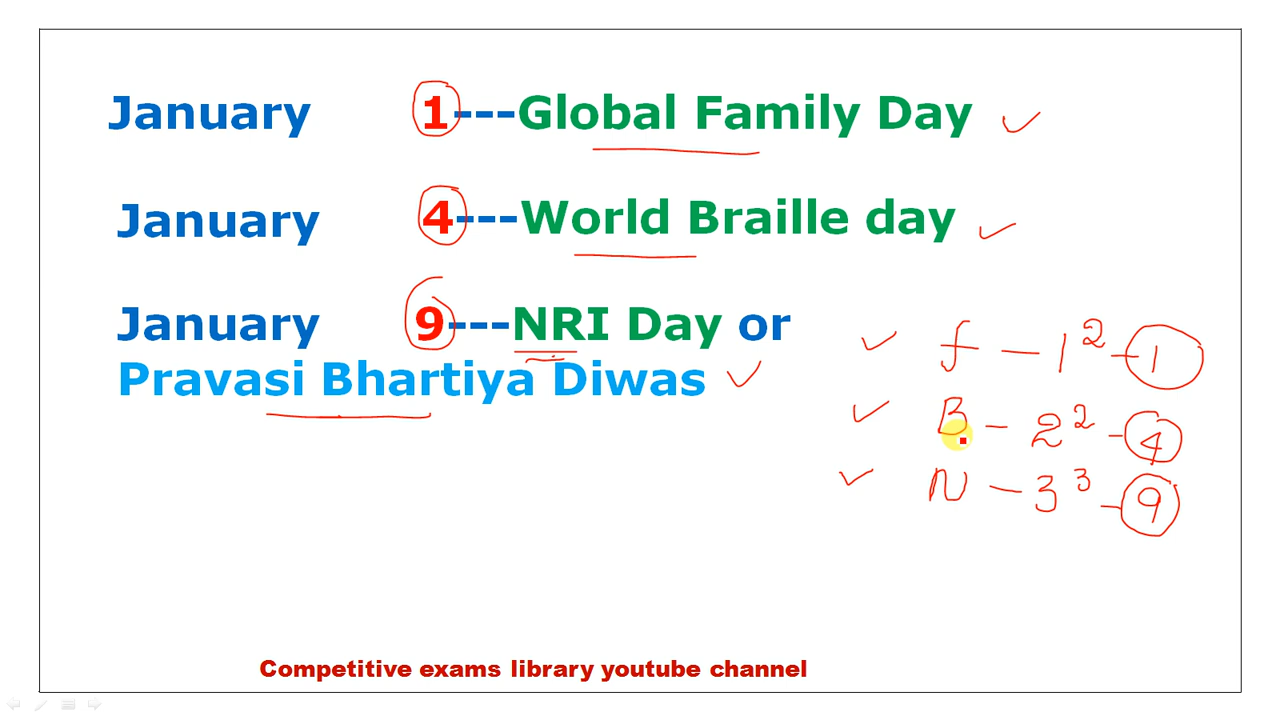 January 1---Global Family Day
January 4---World Braille day
January 9---NRI Day or
Pravasi Bhartiya Diwas
f - 1² - 1
B - 2² - 4
N - 3³ - 9
Competitive exams library youtube channel